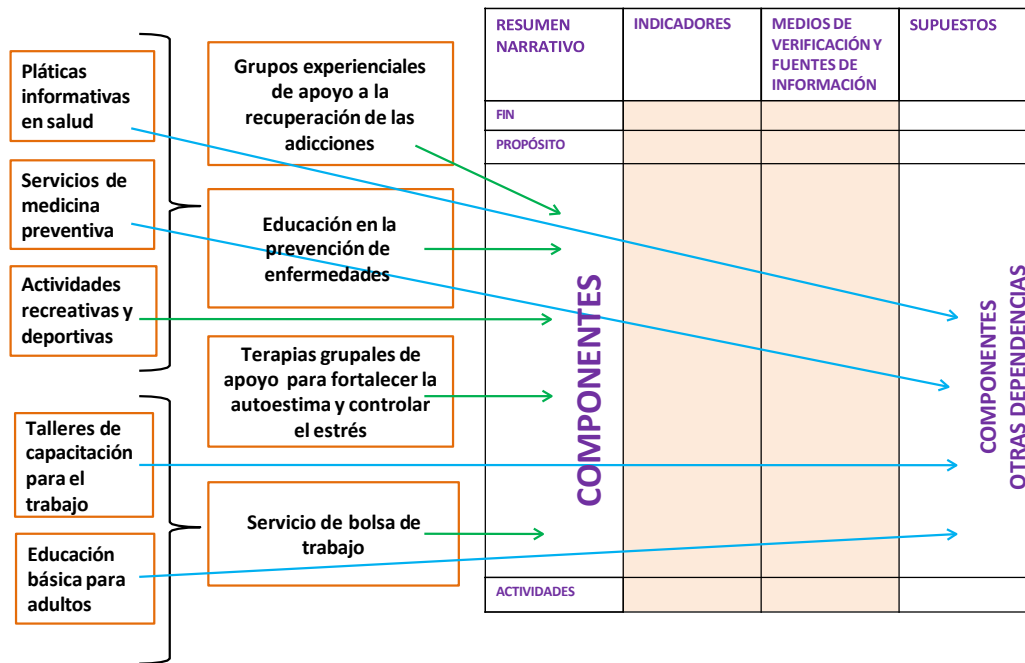 Pláticas
informativas
en salud
Servicios de
medicina
preventiva
Actividades
recreativas y
deportivas
Talleres de
capacitación
para el
trabajo
Educación
básica para
adultos
Grupos experienciales
de apoyo a la
recuperación de las
adicciones
Educación en la
prevención de
enfermedades
Terapias grupales de
apoyo para fortalecer la
autoestima y controlar
el estrés
Servicio de bolsa de
trabajo
RESUMEN
NARRATIVO
INDICADORES
MEDIOS DE
VERIFICACIÓN Y
FUENTES DE
INFORMACIÓN
SUPUESTOS
FIN
PROPÓSITO
COMPONENTES
COMPONENTES
OTRAS DEPENDENCIAS
ACTIVIDADES